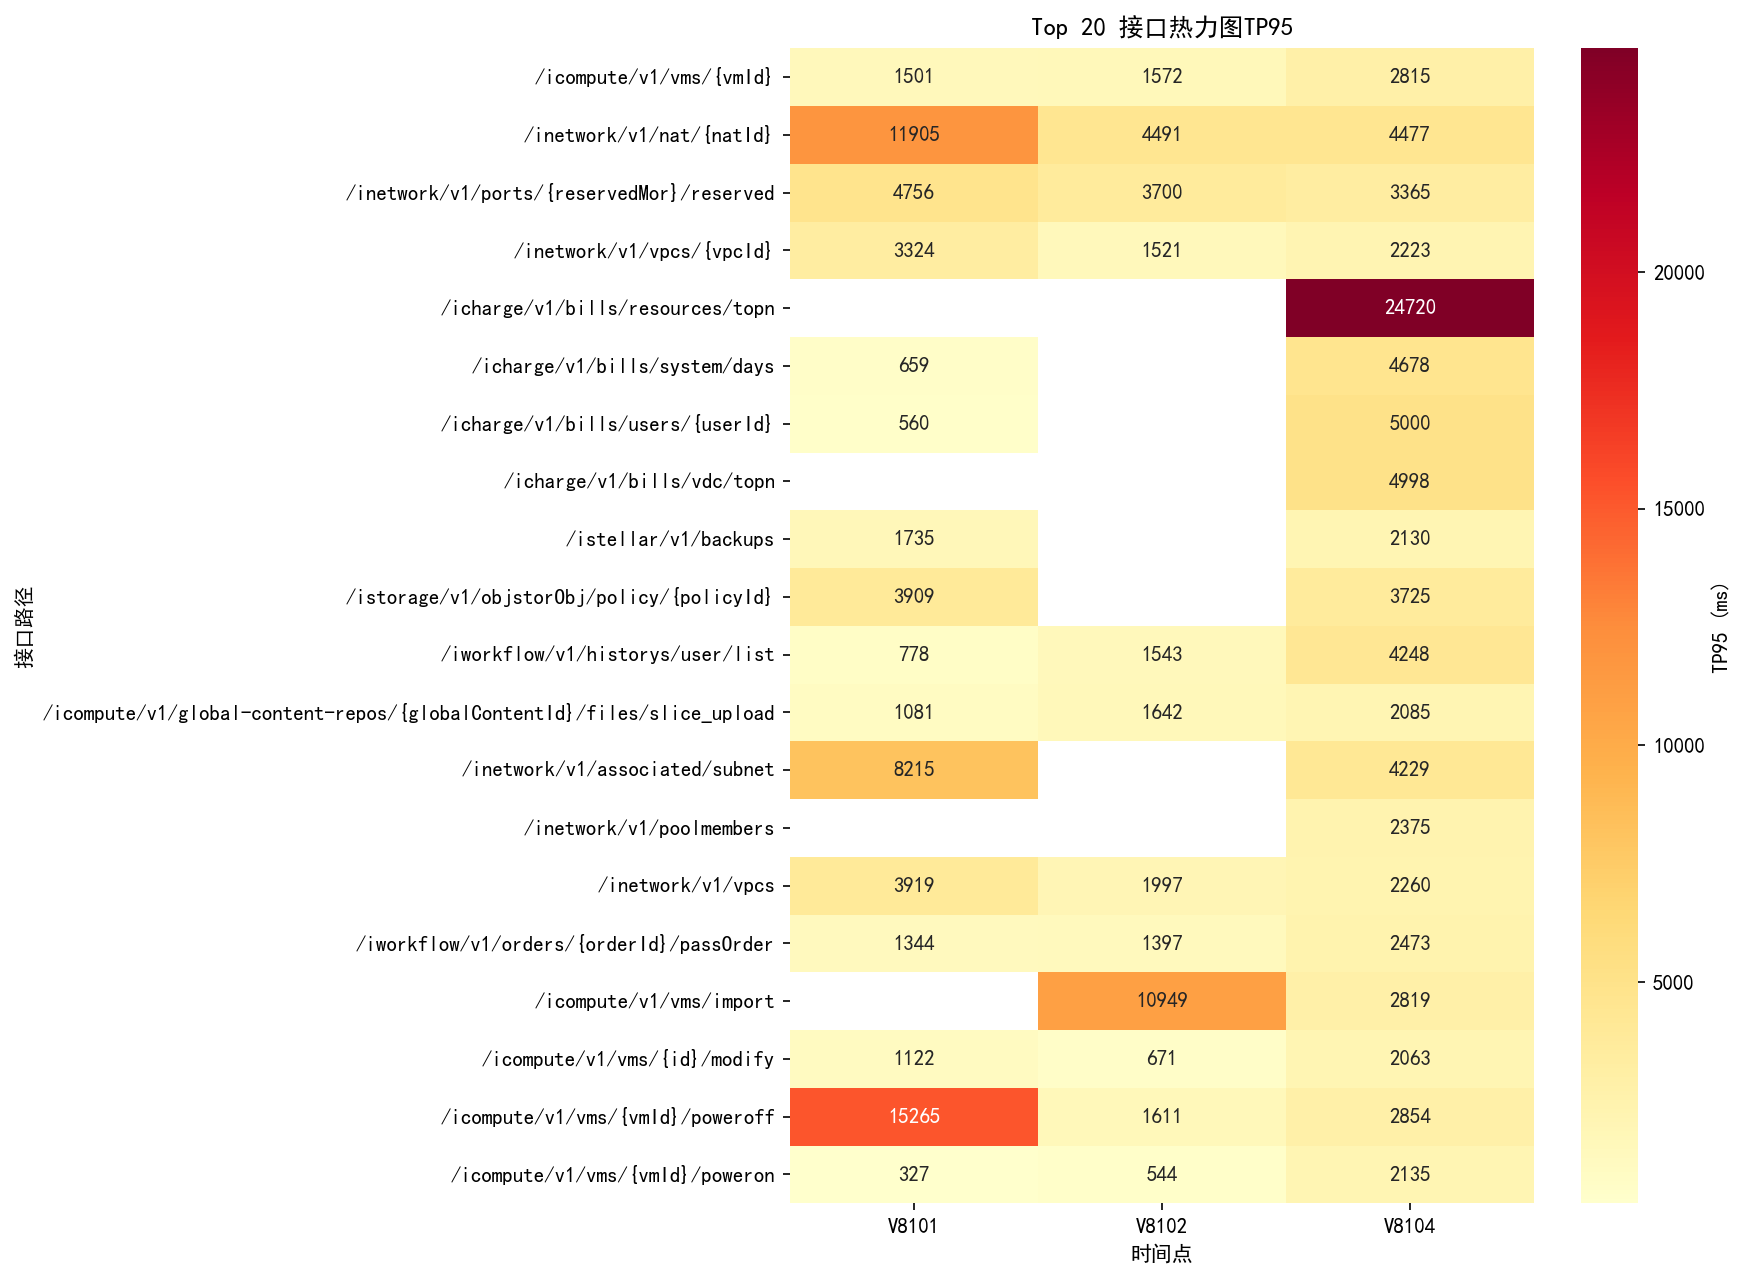 Top 20 接口热力图TP95
/icompute/v1/vms/{vmId} 1501 1572 2815
/inetwork/v1/nat/{natId} 11905 4491 4477
/inetwork/v1/ports/{reservedMor}/reserved 4756 3700 3365
/inetwork/v1/vpcs/{vpcId} 3324 1521 2223
/icharge/v1/bills/resources/topn 24720
/icharge/v1/bills/system/days 659 4678
/icharge/v1/bills/users/{userId} 560 5000
/icharge/v1/bills/vdc/topn 4998
/istellar/v1/backups 1735 2130
/istorage/v1/objstorObj/policy/{policyId} 3909 3725
/iworkflow/v1/historys/user/list 778 1543 4248
/icompute/v1/global-content-repos/{globalContentId}/files/slice_upload 1081 1642 2085
/inetwork/v1/associated/subnet 8215 4229
/inetwork/v1/poolmembers 2375
/inetwork/v1/vpcs 3919 1997 2260
/iworkflow/v1/orders/{orderId}/passOrder 1344 1397 2473
/icompute/v1/vms/import 10949 2819
/icompute/v1/vms/{id}/modify 1122 671 2063
/icompute/v1/vms/{vmId}/poweroff 15265 1611 2854
/icompute/v1/vms/{vmId}/poweron 327 544 2135
V8101 V8102 V8104
时间点
接口路径
20000
15000
10000
5000
TP95 (ms)